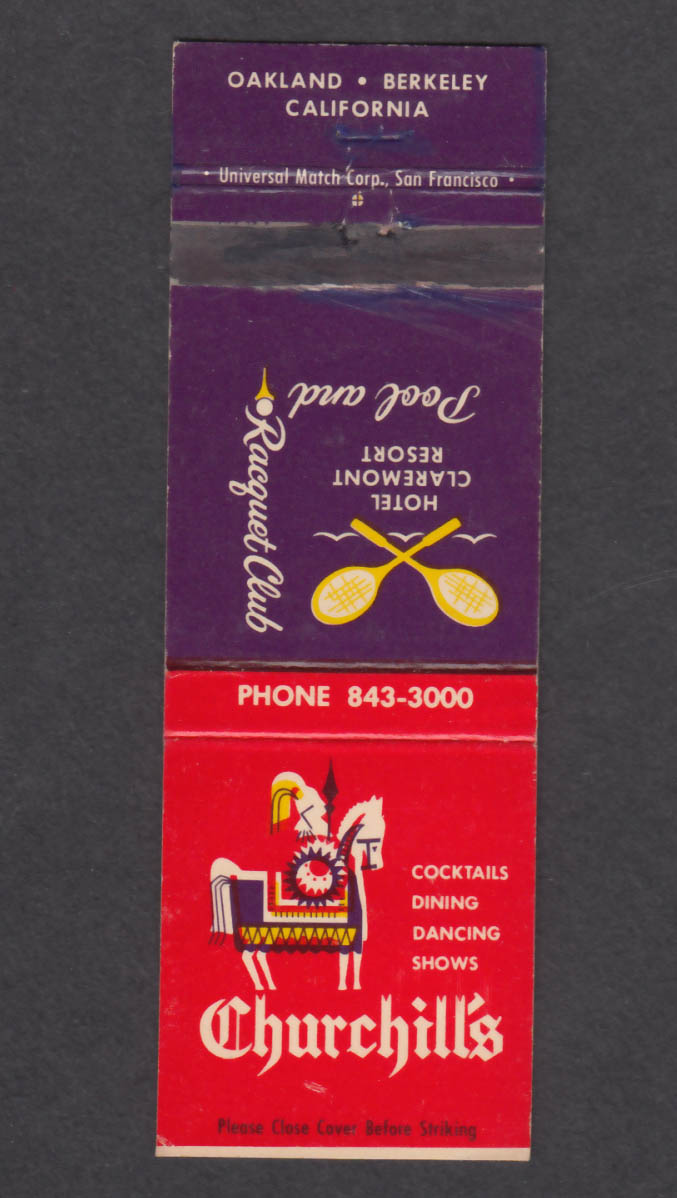 OAKLAND • BERKELEY
CALIFORNIA
• Universal Match Corp., San Francisco •
Pool and
Racquet Club
HOTEL
CLAREMONT
RESORT
PHONE 843-3000
COCKTAILS
DINING
DANCING
SHOWS
Churchill's
Please Close Cover Before Striking